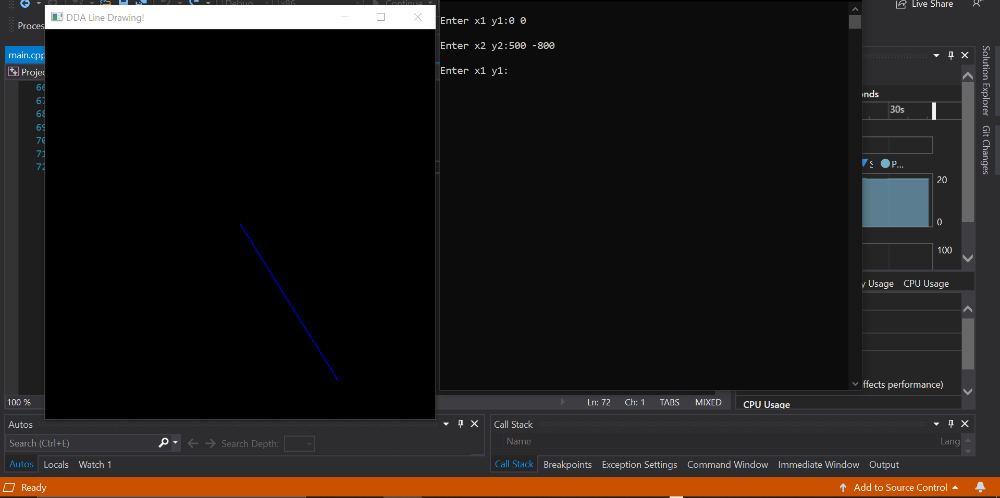 Debug x86 Continue Live Share
DDA Line Drawing!
Proces
Enter x1 y1:0 0
Enter x2 y2:500 -800
Enter x1 y1:
main.cpp
Projec
66
67
68
69
70
71
72
onds
30s
S P...
20
0
100
y Usage CPU Usage
ffects performance)
CPU Usage
Solution Explorer
Git Changes
100 %
Ln: 72 Ch: 1 TABS MIXED
Autos
Search (Ctrl+E) Search Depth:
Autos Locals Watch 1
Call Stack
Name Lang
Call Stack Breakpoints Exception Settings Command Window Immediate Window Output
Ready
Add to Source Control